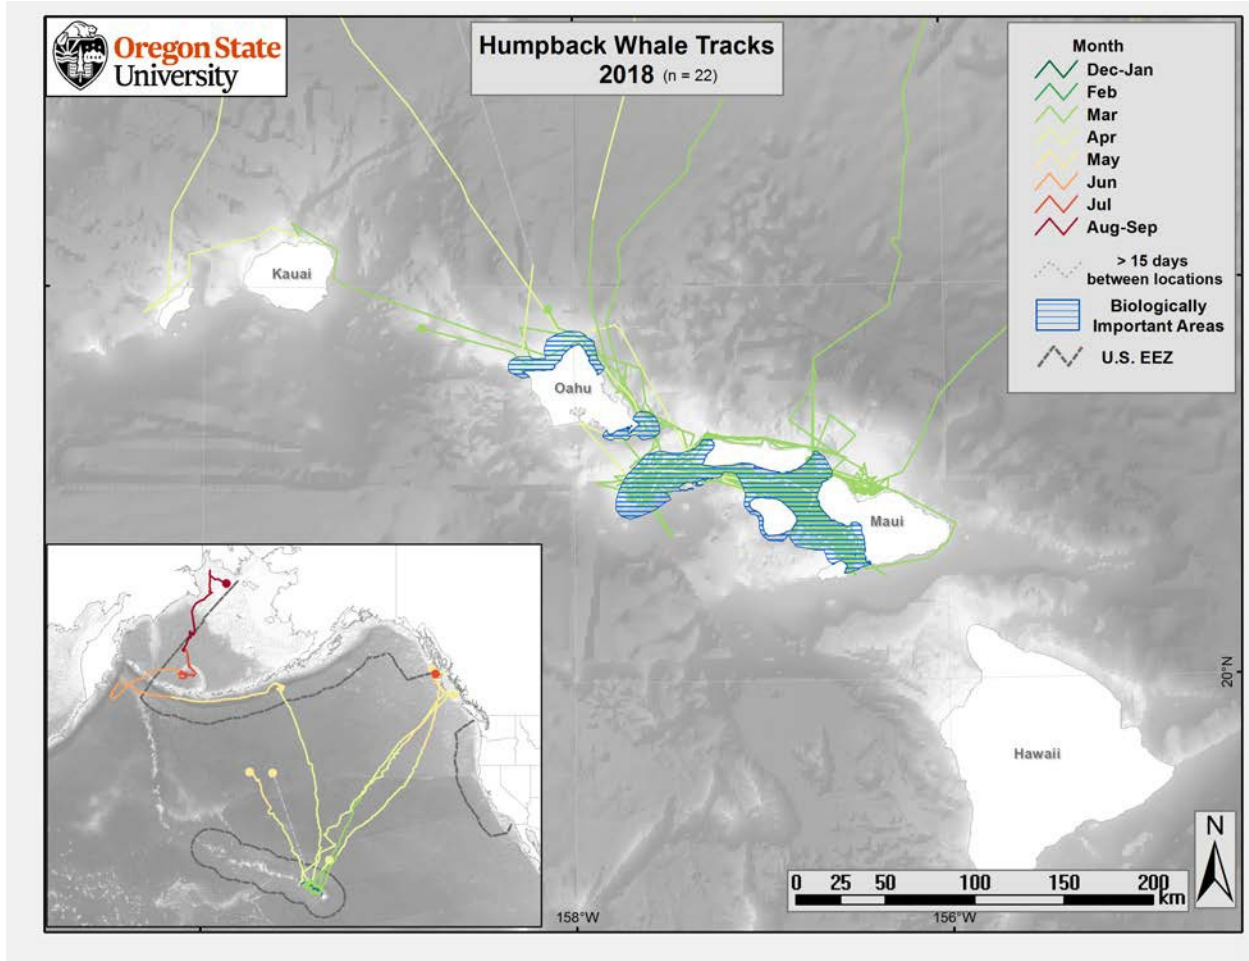 Oregon State
University
Humpback Whale Tracks
2018 (n = 22)
Month
Dec-Jan
Feb
Mar
Apr
May
Jun
Jul
Aug-Sep
> 15 days
between locations
Biologically
Important Areas
U.S. EEZ
Kauai
Oahu
Maui
Hawaii
20°N
N
0 25 50 100 150 200
km
158°W
156°W